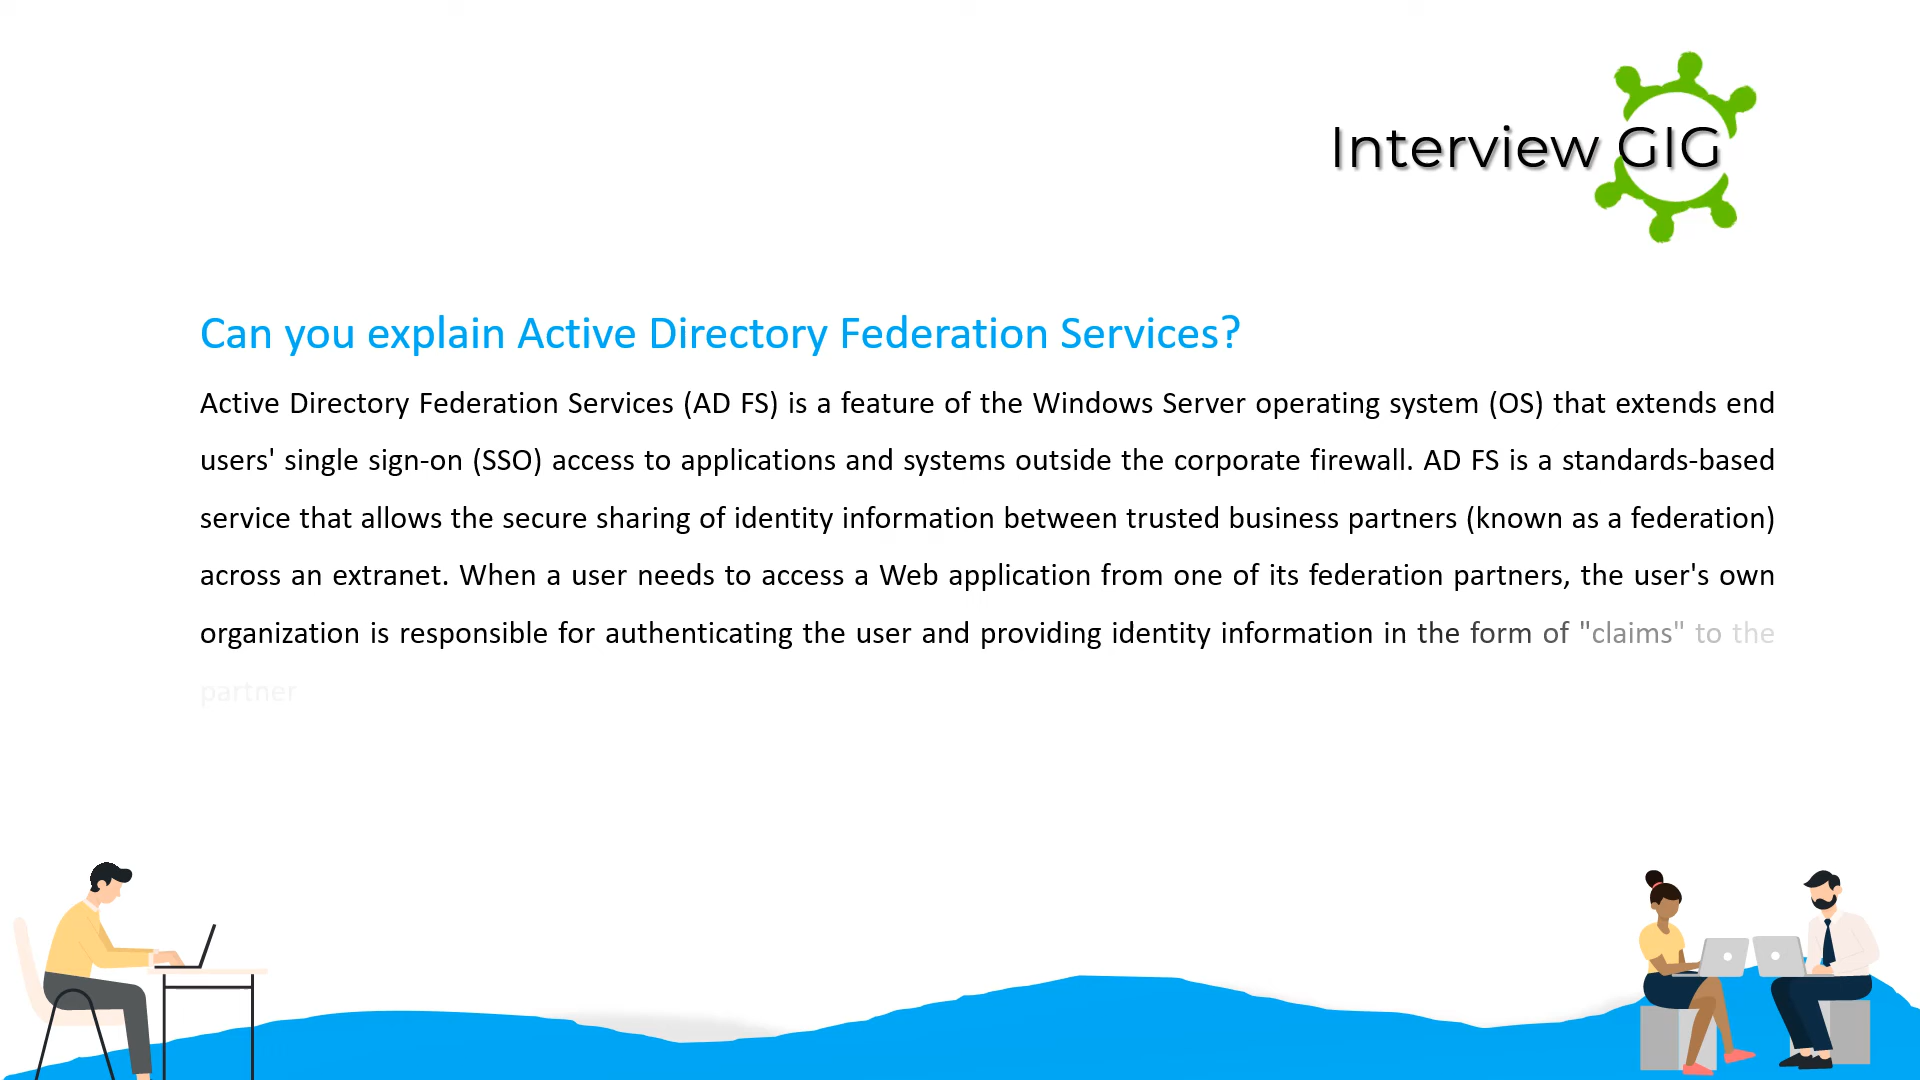 Interview GIG
Can you explain Active Directory Federation Services?
Active Directory Federation Services (AD FS) is a feature of the Windows Server operating system (OS) that extends end
users' single sign-on (SSO) access to applications and systems outside the corporate firewall. AD FS is a standards-based
service that allows the secure sharing of identity information between trusted business partners (known as a federation)
across an extranet. When a user needs to access a Web application from one of its federation partners, the user's own
organization is responsible for authenticating the user and providing identity information in the form of "claims" to the
partner